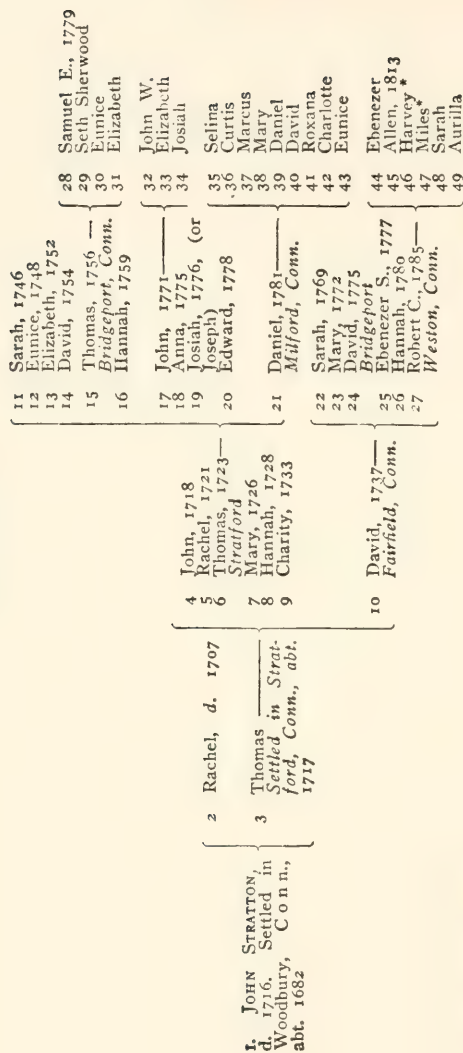 1. JOHN STRATTON,
d. 1716. Settled in
Woodbury, Conn.,
abt. 1682
2 Rachel, d. 1707
3 Thomas
Settled in Strat-
ford, Conn., abt.
1717
4 John, 1718
5 Rachel, 1721
6 Thomas, 1723—
Stratford
7 Mary, 1726
8 Hannah, 1728
9 Charity, 1733
10 David, 1737—
Fairfield, Conn.
11 Sarah, 1746
12 Eunice, 1748
13 Elizabeth, 1752
14 David, 1754
15 Thomas, 1756—
Bridgeport, Conn.
16 Hannah, 1759
17 John, 1771—
18 Anna, 1775
19 Josiah, 1776, (or
Joseph)
20 Edward, 1778
21 Daniel, 1781—
Milford, Conn.
22 Sarah, 1769
23 Mary, 1772
24 David, 1775
Bridgeport
25 Ebenezer S., 1777
26 Hannah, 1780
27 Robert C., 1785—
Weston, Conn.
28 Samuel E., 1779
29 Seth Sherwood
30 Eunice
31 Elizabeth
32 John W.
33 Elizabeth
34 Josiah
35 Selina
36 Curtis
37 Marcus
38 Mary
39 Daniel
40 David
41 Roxana
42 Charlotte
43 Eunice
44 Ebenezer
45 Allen, 1813
46 Harvey*
47 Miles*
48 Sarah
49 Aurilla